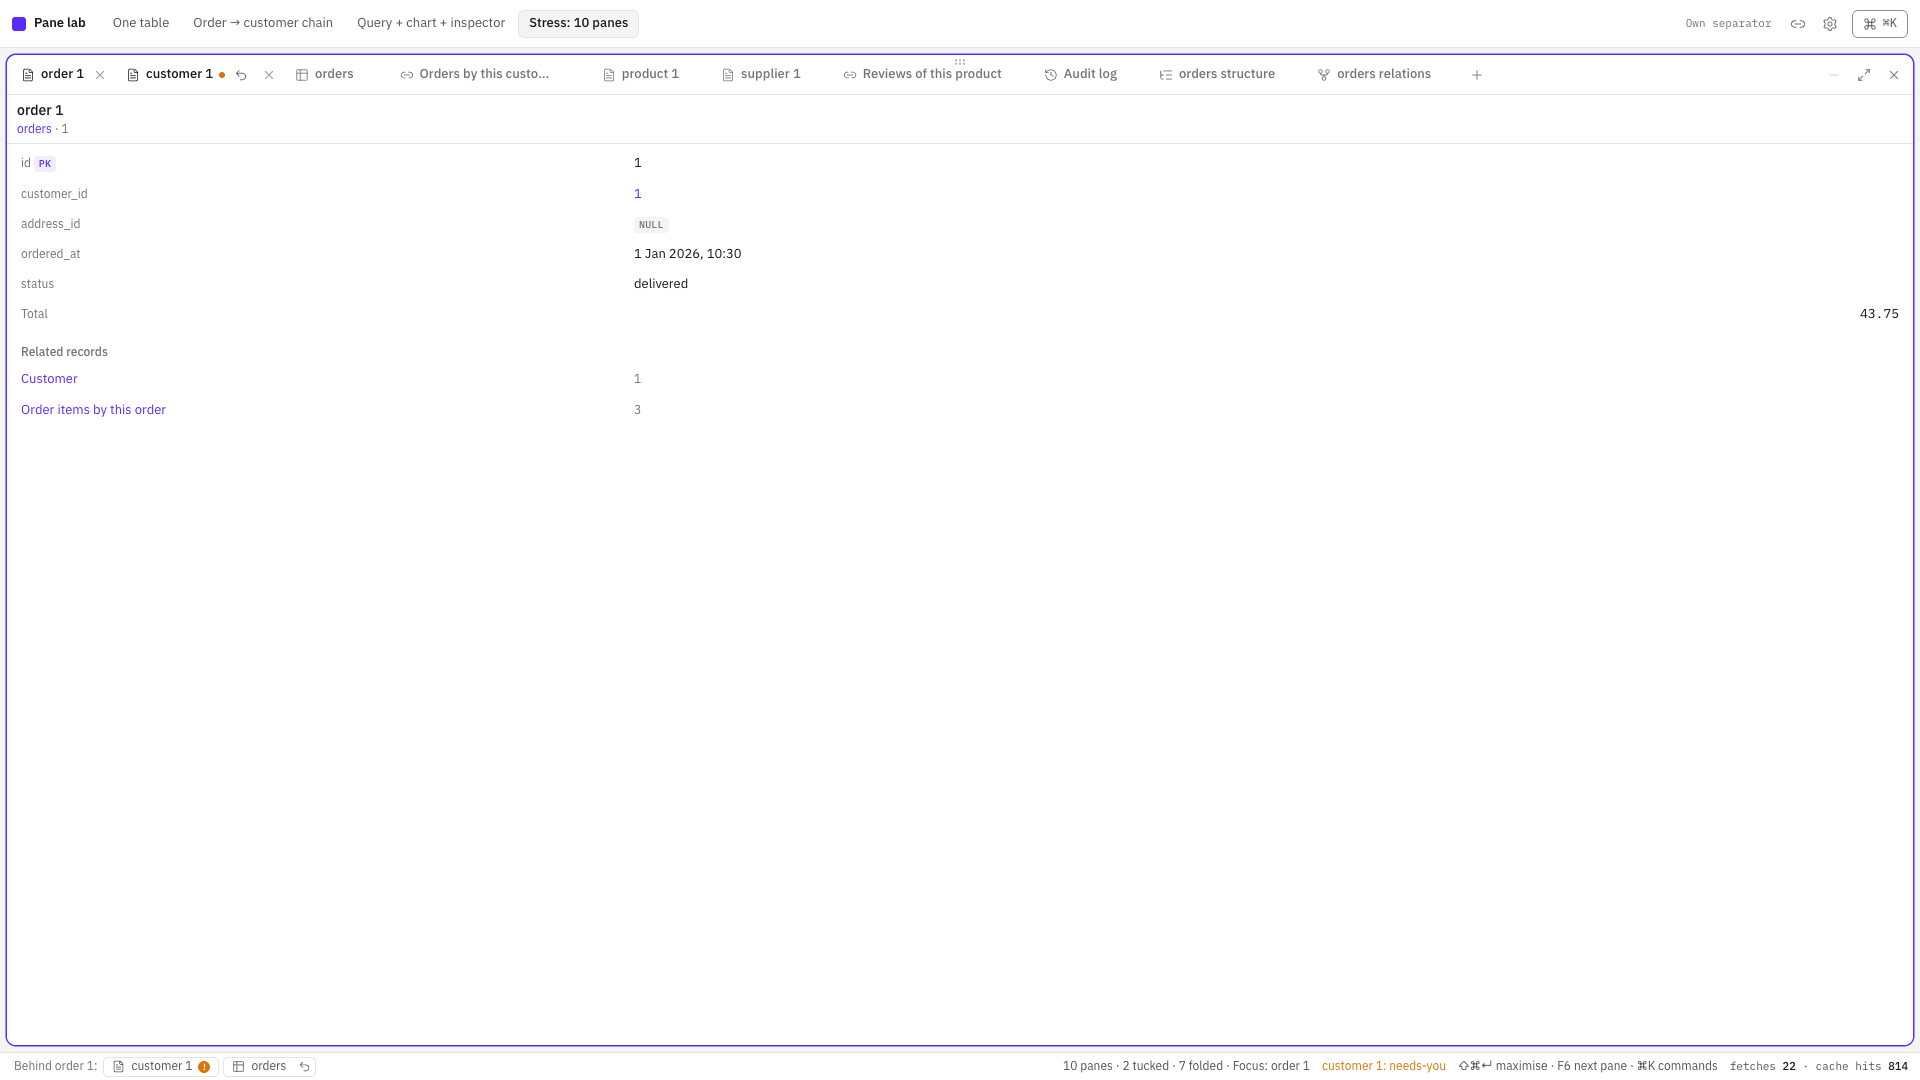 Pane lab One table Order → customer chain Query + chart + inspector Stress: 10 panes Own separator ⌘K
order 1 customer 1 orders Orders by this custo... product 1 supplier 1 Reviews of this product Audit log orders structure orders relations
order 1
orders · 1
id PK 1
customer_id 1
address_id NULL
ordered_at 1 Jan 2026, 10:30
status delivered
Total 43.75
Related records
Customer 1
Order items by this order 3
Behind order 1: customer 1 orders 10 panes · 2 tucked · 7 folded · Focus: order 1 customer 1: needs-you ⇧⌘↵ maximise · F6 next pane · ⌘K commands fetches 22 · cache hits 814